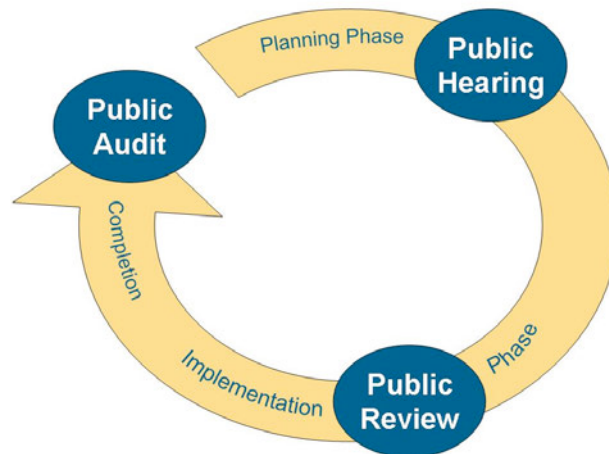 Planning Phase
Public
Hearing
Phase
Public
Review
Implementation
Completion
Public
Audit